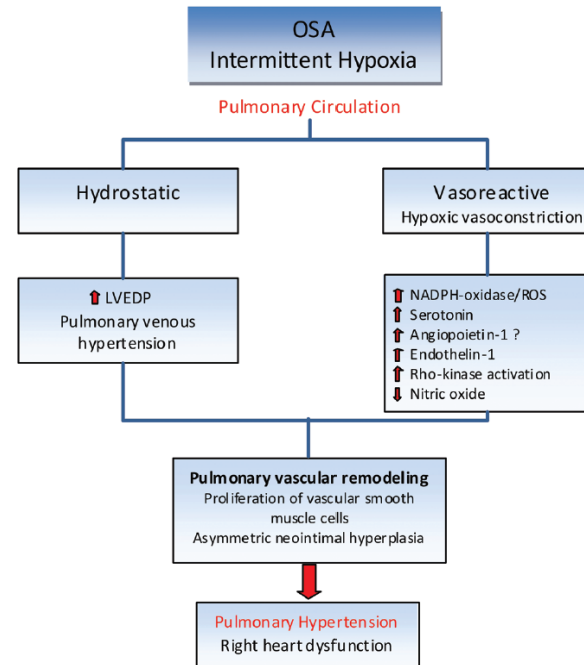 OSA
Intermittent Hypoxia
Pulmonary Circulation
Hydrostatic
Vasoreactive
Hypoxic vasoconstriction
LVEDP
Pulmonary venous
hypertension
NADPH-oxidase/ROS
Serotonin
Angiopoietin-1 ?
Endothelin-1
Rho-kinase activation
Nitric oxide
Pulmonary vascular remodeling
Proliferation of vascular smooth
muscle cells
Asymmetric neointimal hyperplasia
Pulmonary Hypertension
Right heart dysfunction